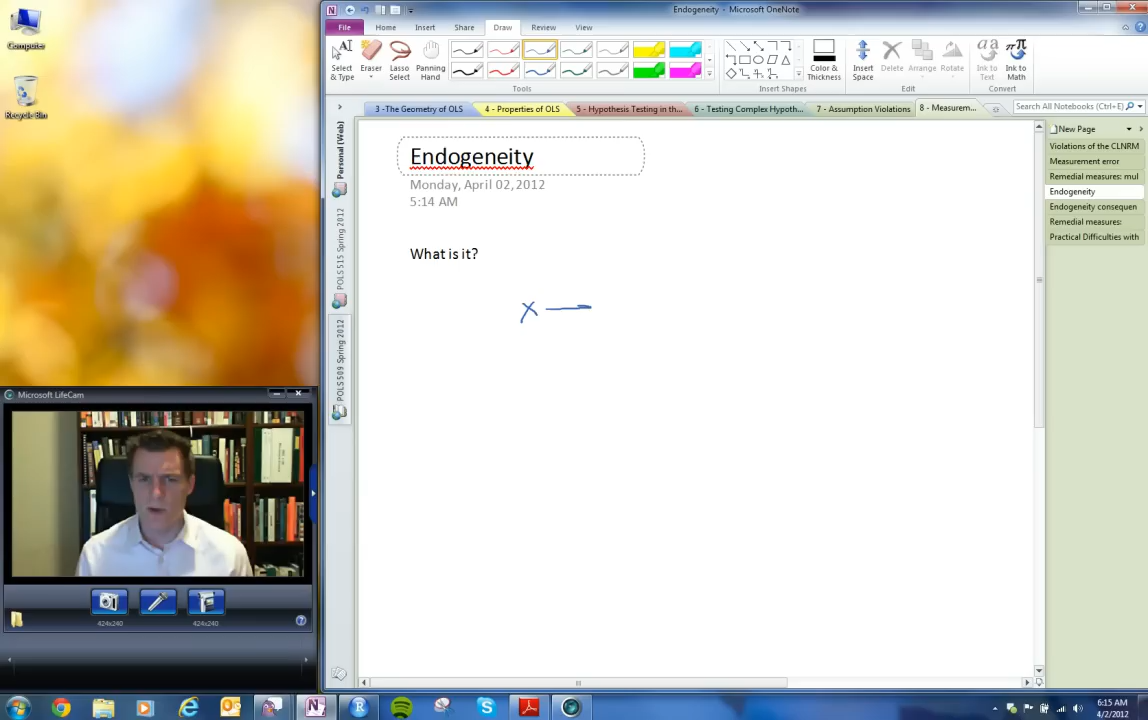 Computer
Recycle Bin
Endogeneity - Microsoft OneNote
File Home Insert Share Draw Review View
Select & Type
Eraser
Lasso Select
Panning Hand
Color & Thickness
Insert Space
Delete
Arrange
Rotate
Ink to Text
Ink to Math
Tools
Insert Shapes
Edit
Convert
3 -The Geometry of OLS
4 - Properties of OLS
5 - Hypothesis Testing in th...
6 - Testing Complex Hypoth...
7 - Assumption Violations
8 - Measurem...
Search All Notebooks (Ctrl+E)
Personal (Web)
POLS 515 Spring 2012
POLS 509 Spring 2012
Endogeneity
Monday, April 02, 2012
5:14 AM
What is it?
x
New Page
Violations of the CLNRM
Measurement error
Remedial measures: mul
Endogeneity
Endogeneity consequen
Remedial measures:
Practical Difficulties with
Microsoft LifeCam
424x240
424x240
6:15 AM
4/2/2012